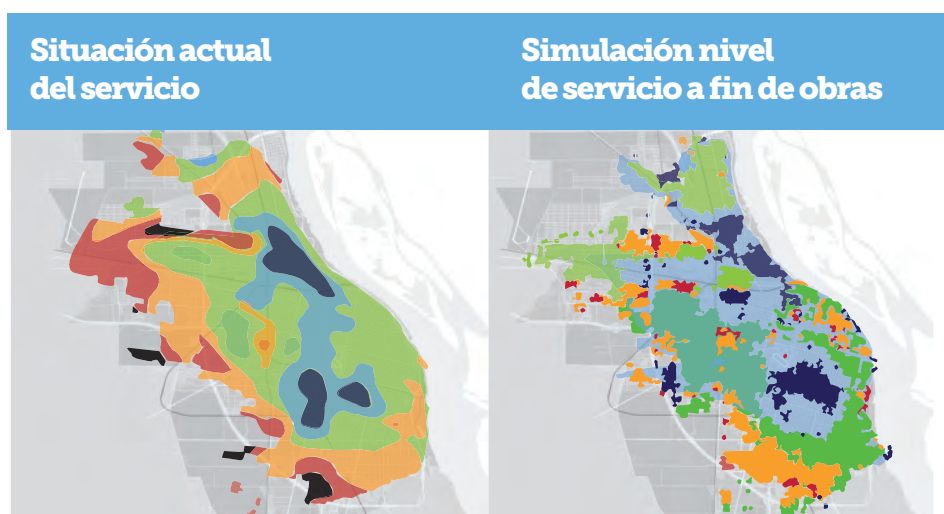 Situación actual
del servicio
Simulación nivel
de servicio a fin de obras